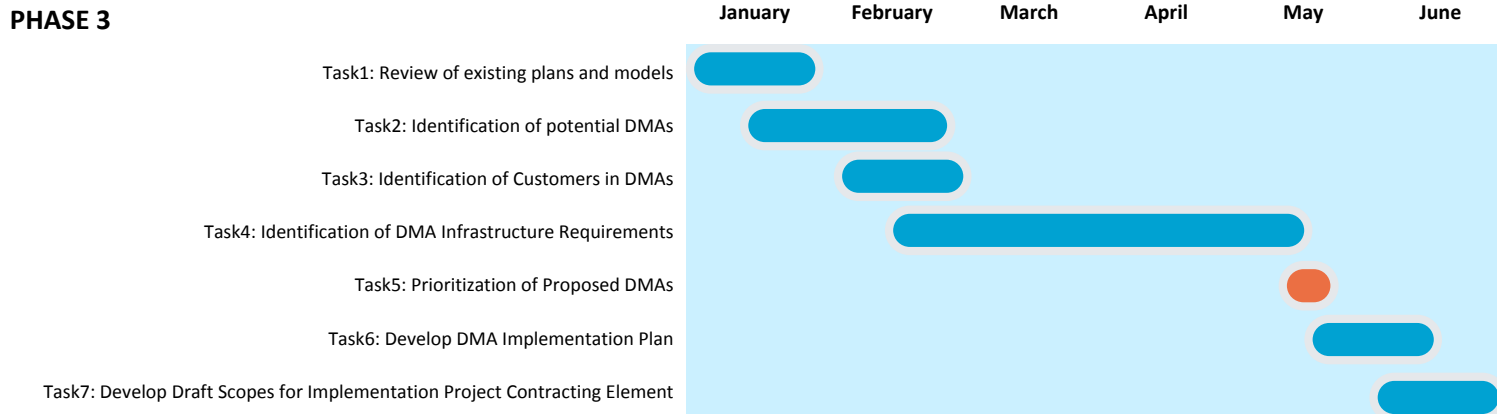 PHASE 3
January February March April May June
Task1: Review of existing plans and models
Task2: Identification of potential DMAs
Task3: Identification of Customers in DMAs
Task4: Identification of DMA Infrastructure Requirements
Task5: Prioritization of Proposed DMAs
Task6: Develop DMA Implementation Plan
Task7: Develop Draft Scopes for Implementation Project Contracting Element